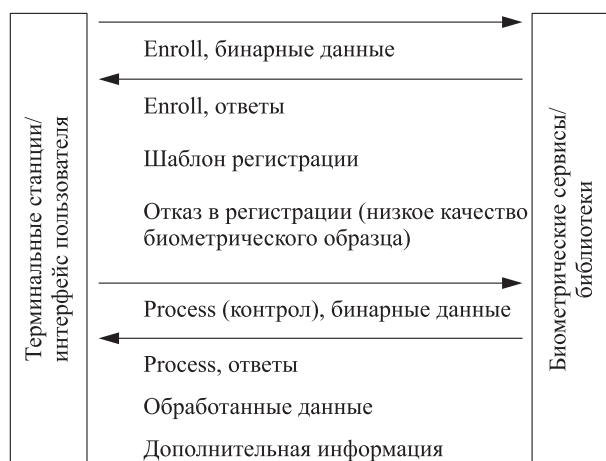 Терминальные станции/
интерфейс пользователя
Enroll, бинарные данные
Enroll, ответы
Шаблон регистрации
Отказ в регистрации (низкое качество
биометрического образца)
Process (контрол), бинарные данные
Process, ответы
Обработанные данные
Дополнительная информация
Биометрические сервисы/
библиотеки